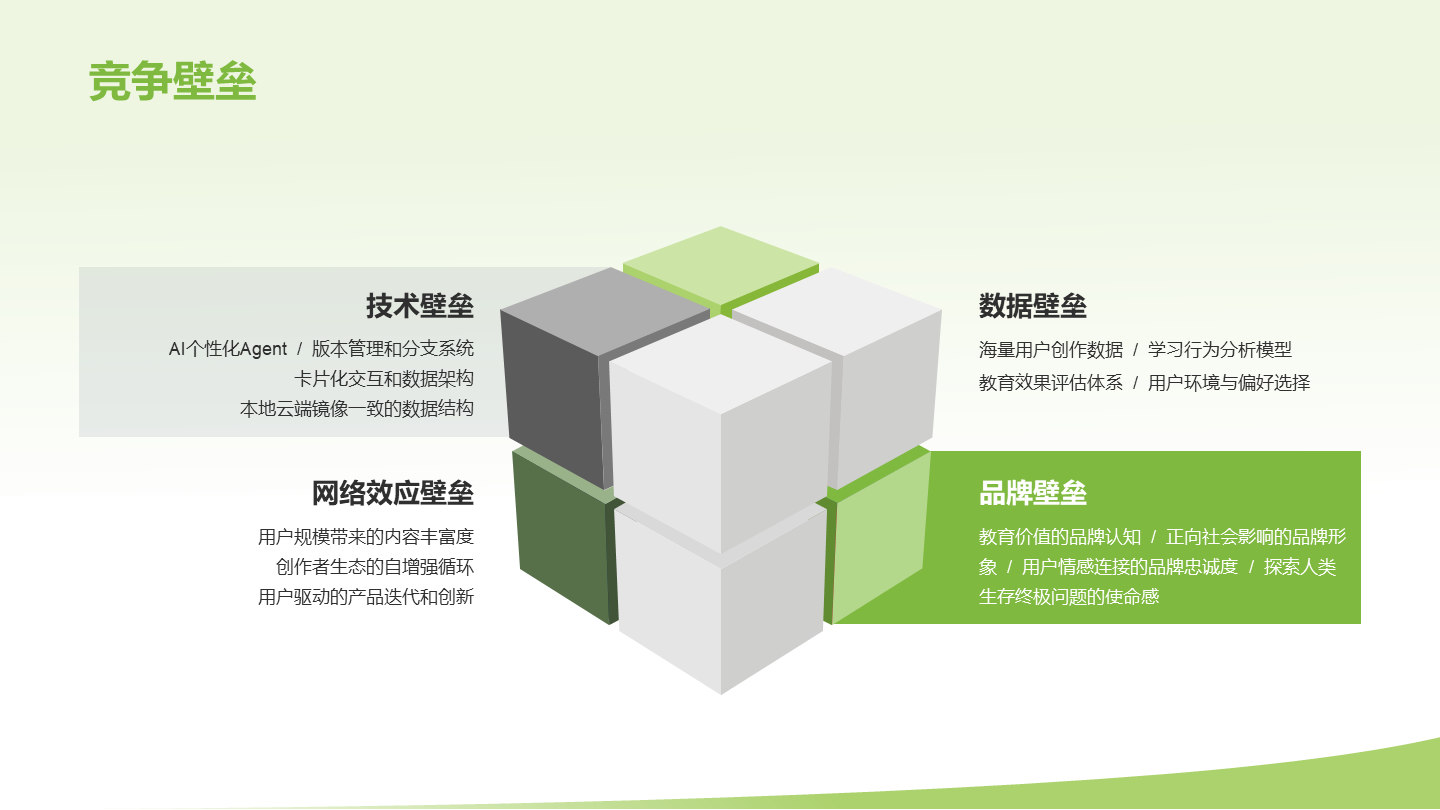 竞争壁垒
技术壁垒
AI个性化Agent / 版本管理和分支系统
卡片化交互和数据架构
本地云端镜像一致的数据结构
数据壁垒
海量用户创作数据 / 学习行为分析模型
教育效果评估体系 / 用户环境与偏好选择
网络效应壁垒
用户规模带来的内容丰富度
创作者生态的自增强循环
用户驱动的产品迭代和创新
品牌壁垒
教育价值的品牌认知 / 正向社会影响的品牌形
象 / 用户情感连接的品牌忠诚度 / 探索人类
生存终极问题的使命感